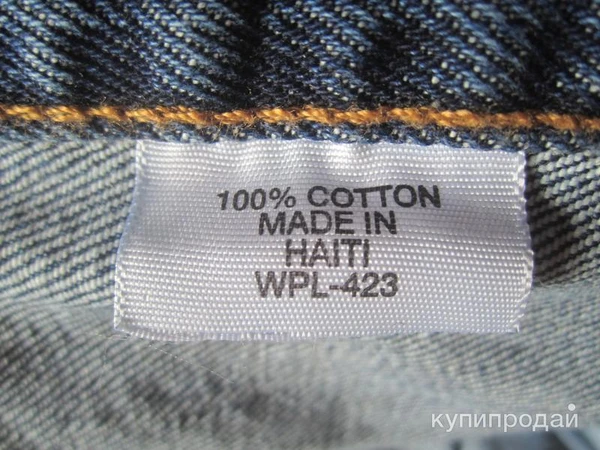 100% COTTON
MADE IN
HAITI
WPL-423
купипродай